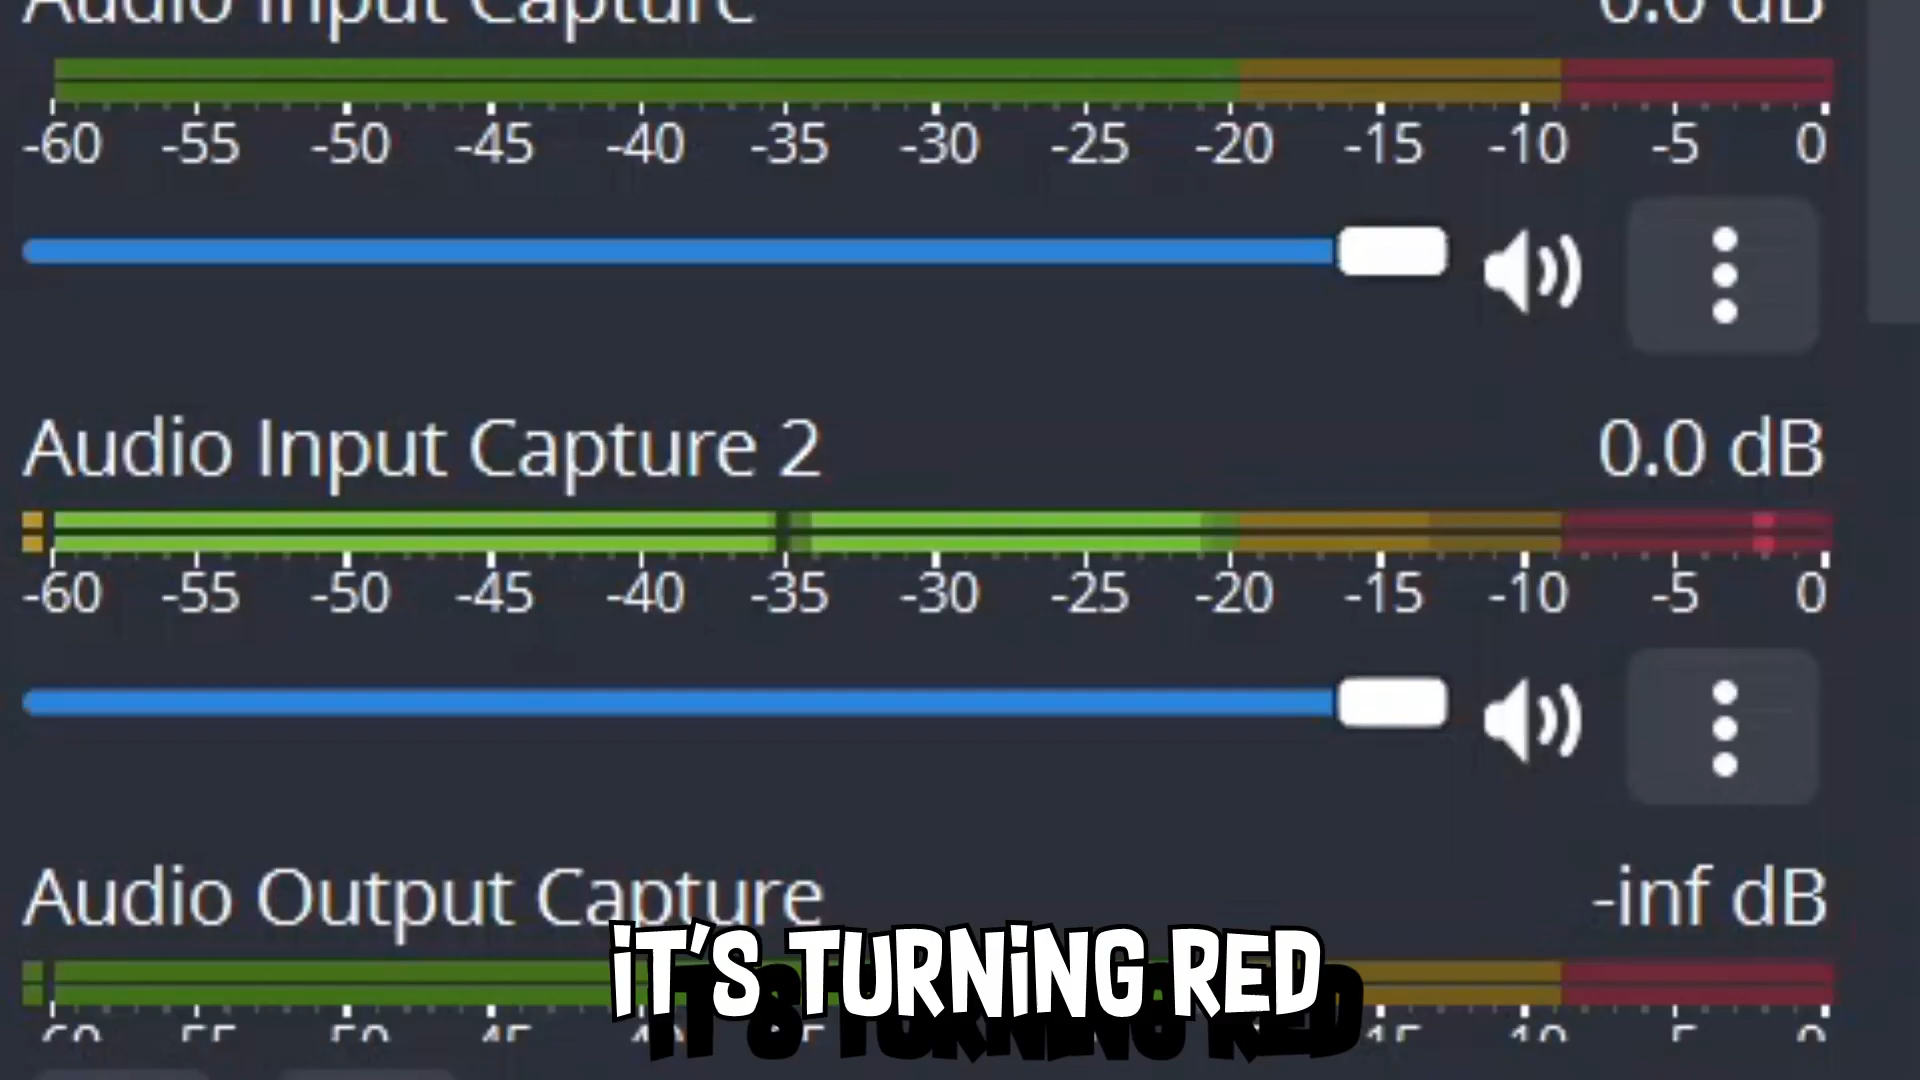 Audio Input Capture 0.0 dB
-60 -55 -50 -45 -40 -35 -30 -25 -20 -15 -10 -5 0
Audio Input Capture 2 0.0 dB
-60 -55 -50 -45 -40 -35 -30 -25 -20 -15 -10 -5 0
Audio Output Capture -inf dB
IT'S TURNING RED